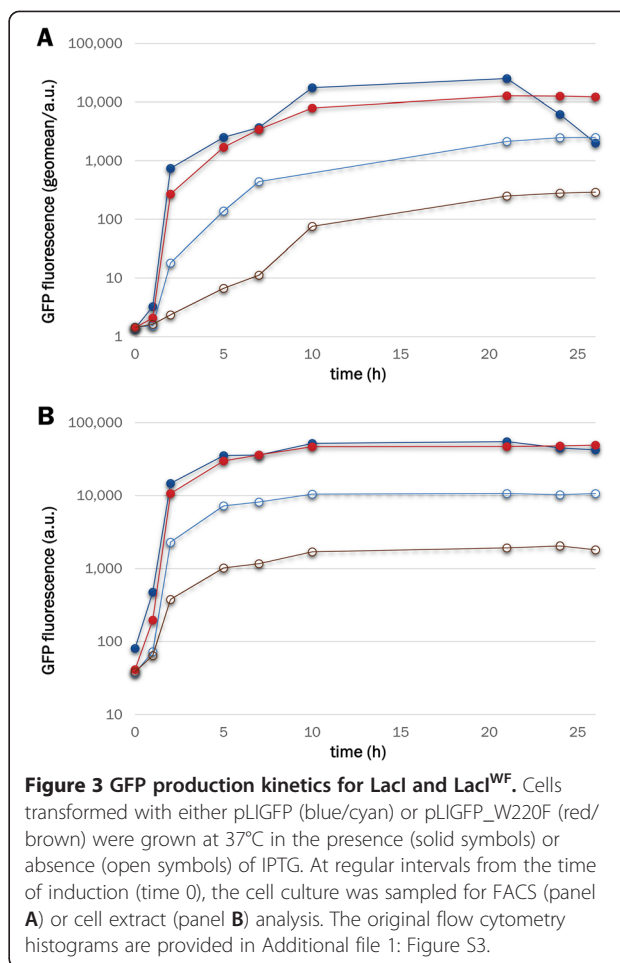 A
100,000
10,000
1,000
100
10
1
GFP fluorescence (geomean/a.u.)
0 5 10 15 20 25
time (h)
B
100,000
10,000
1,000
100
10
GFP fluorescence (a.u.)
0 5 10 15 20 25
time (h)
Figure 3 GFP production kinetics for LacI and LacI^WF. Cells
transformed with either pLIGFP (blue/cyan) or pLIGFP_W220F (red/
brown) were grown at 37°C in the presence (solid symbols) or
absence (open symbols) of IPTG. At regular intervals from the time
of induction (time 0), the cell culture was sampled for FACS (panel
A) or cell extract (panel B) analysis. The original flow cytometry
histograms are provided in Additional file 1: Figure S3.